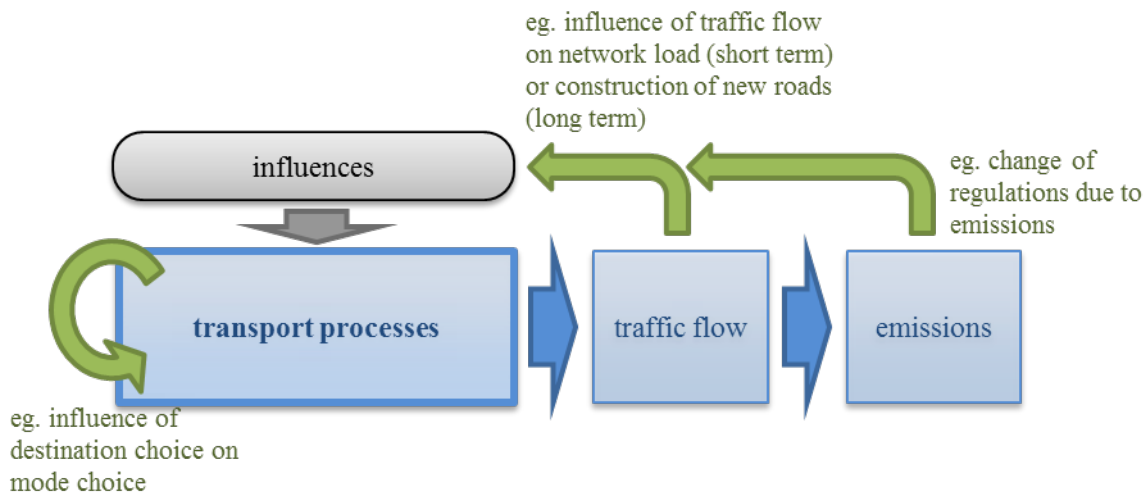 eg. influence of traffic flow
on network load (short term)
or construction of new roads
(long term)
influences
eg. change of
regulations due to
emissions
transport processes
traffic flow
emissions
eg. influence of
destination choice on
mode choice